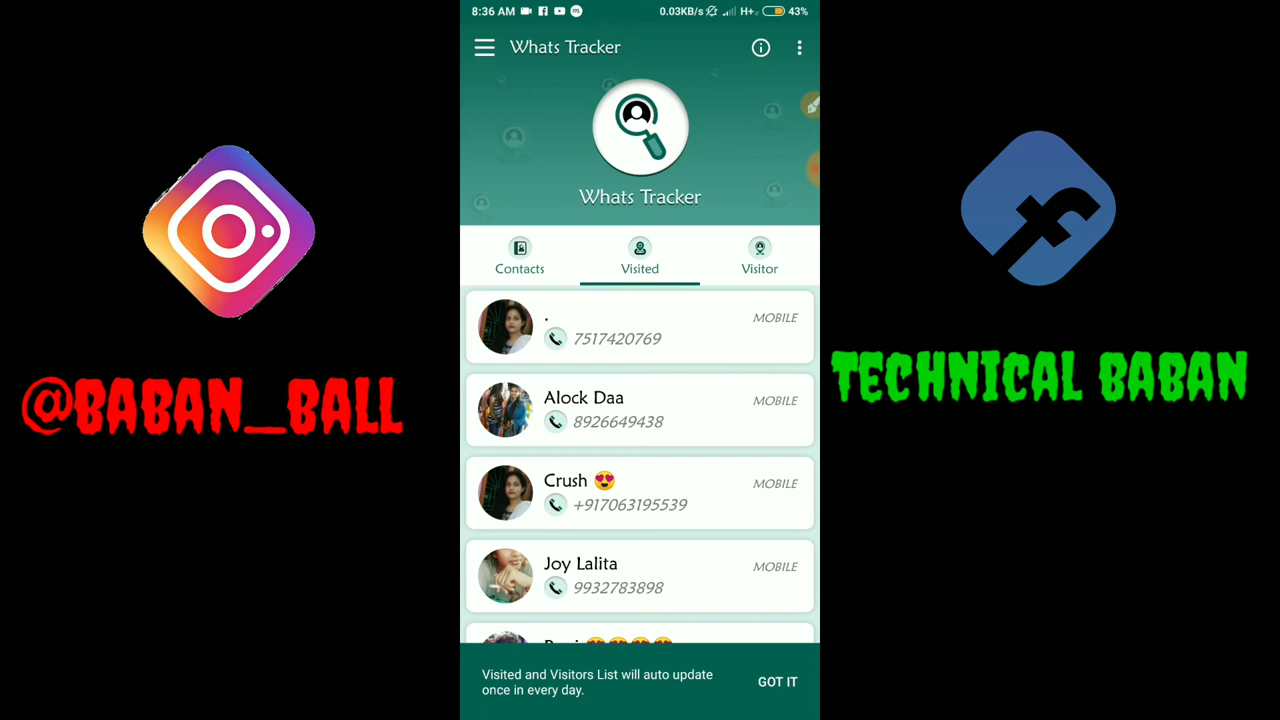 8:36 AM
0.03KB/s H+ 43%
Whats Tracker
Whats Tracker
Contacts
Visited
Visitor
.
MOBILE
7517420769
Alock Daa
MOBILE
8926649438
Crush 😍
MOBILE
+917063195539
Joy Lalita
MOBILE
9932783898
😍😍😍😍
Visited and Visitors List will auto update
once in every day.
GOT IT
@BABAN_BALL
TECHNICAL BABAN